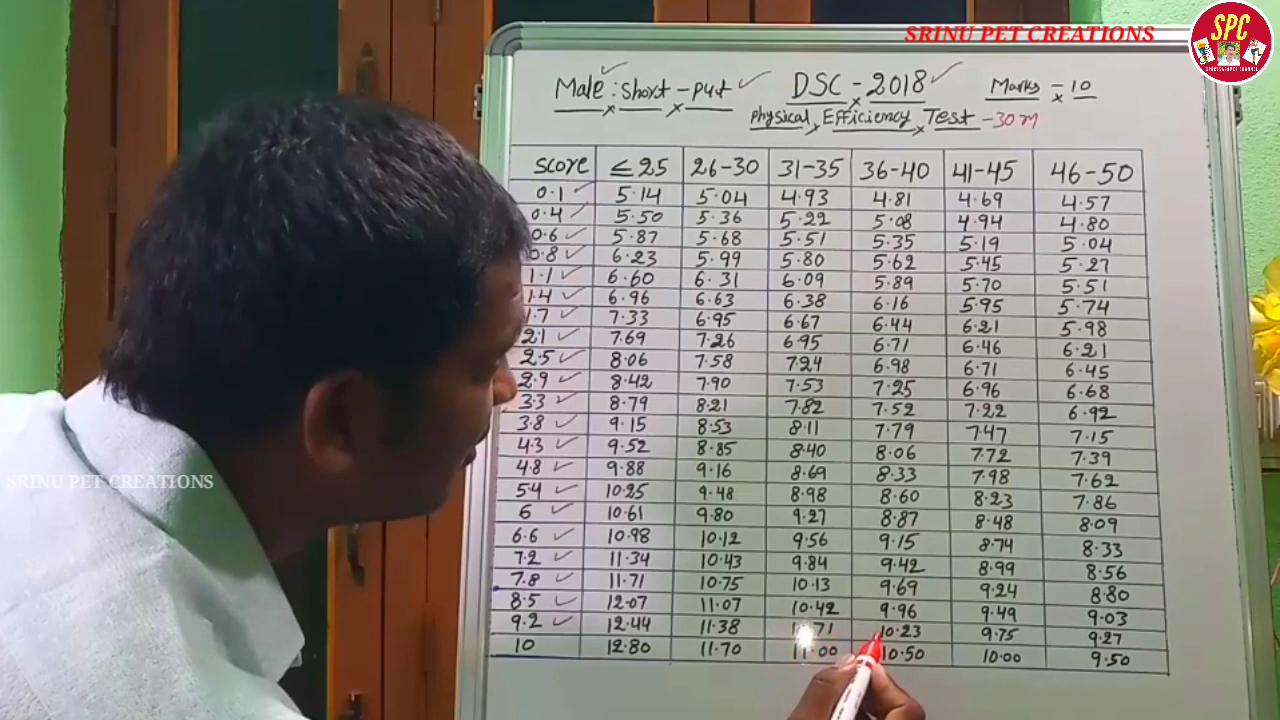 SRINU PET CREATIONS
SPC
SPORTS&PET CHANNEL
Male : Short - Put DSC - 2018 Marks - 10
Physical Efficiency Test - 30 m
score ≤ 25 26-30 31-35 36-40 41-45 46-50
0.1 5.14 5.04 4.93 4.81 4.69 4.57
0.4 5.50 5.36 5.22 5.08 4.94 4.80
0.6 5.87 5.68 5.51 5.35 5.19 5.04
0.8 6.23 5.99 5.80 5.62 5.45 5.27
1.1 6.60 6.31 6.09 5.89 5.70 5.51
1.4 6.96 6.63 6.38 6.16 5.95 5.74
1.7 7.33 6.95 6.67 6.44 6.21 5.98
2.1 7.69 7.26 6.95 6.71 6.46 6.21
2.5 8.06 7.58 7.24 6.98 6.71 6.45
2.9 8.42 7.90 7.53 7.25 6.96 6.68
3.3 8.79 8.21 7.82 7.52 7.22 6.92
3.8 9.15 8.53 8.11 7.79 7.47 7.15
4.3 9.52 8.85 8.40 8.06 7.72 7.39
4.8 9.88 9.16 8.69 8.33 7.98 7.62
5.4 10.25 9.48 8.98 8.60 8.23 7.86
6 10.61 9.80 9.27 8.87 8.48 8.09
6.6 10.98 10.12 9.56 9.15 8.74 8.33
7.2 11.34 10.43 9.84 9.42 8.99 8.56
7.8 11.71 10.75 10.13 9.69 9.24 8.80
8.5 12.07 11.07 10.42 9.96 9.49 9.03
9.2 12.44 11.38 10.23 9.75 9.27
10 12.80 11.70 11.00 10.50 10.00 9.50
SRINU PET CREATIONS